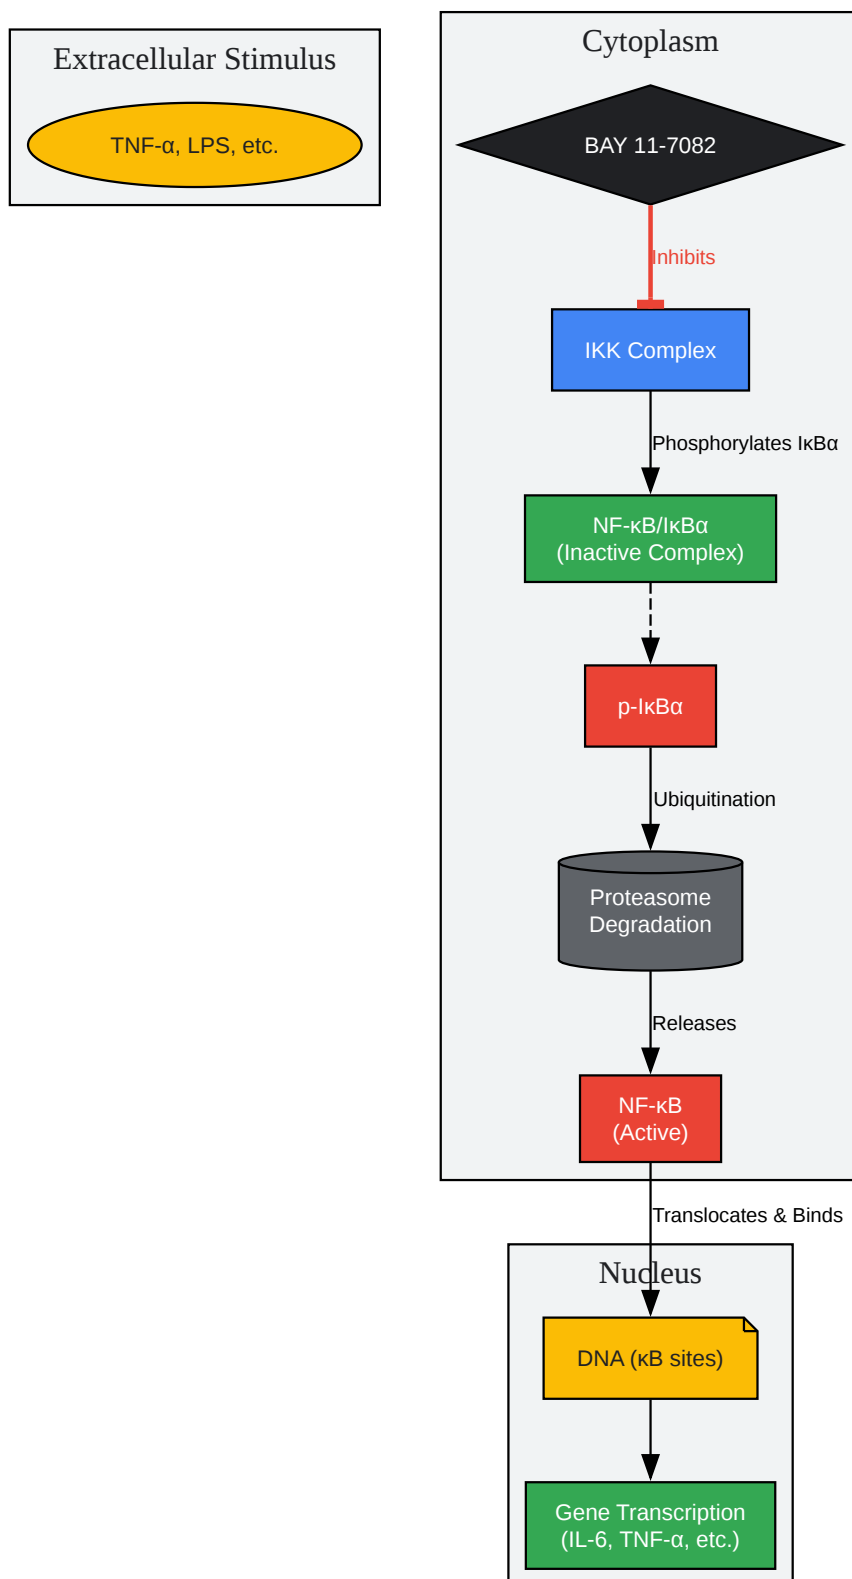 Extracellular Stimulus
TNF-α, LPS, etc.
Cytoplasm
BAY 11-7082
Inhibits
IKK Complex
Phosphorylates IκBα
NF-κB/IκBα
(Inactive Complex)
p-IκBα
Ubiquitination
Proteasome
Degradation
Releases
NF-κB
(Active)
Translocates & Binds
Nucleus
DNA (κB sites)
Gene Transcription
(IL-6, TNF-α, etc.)